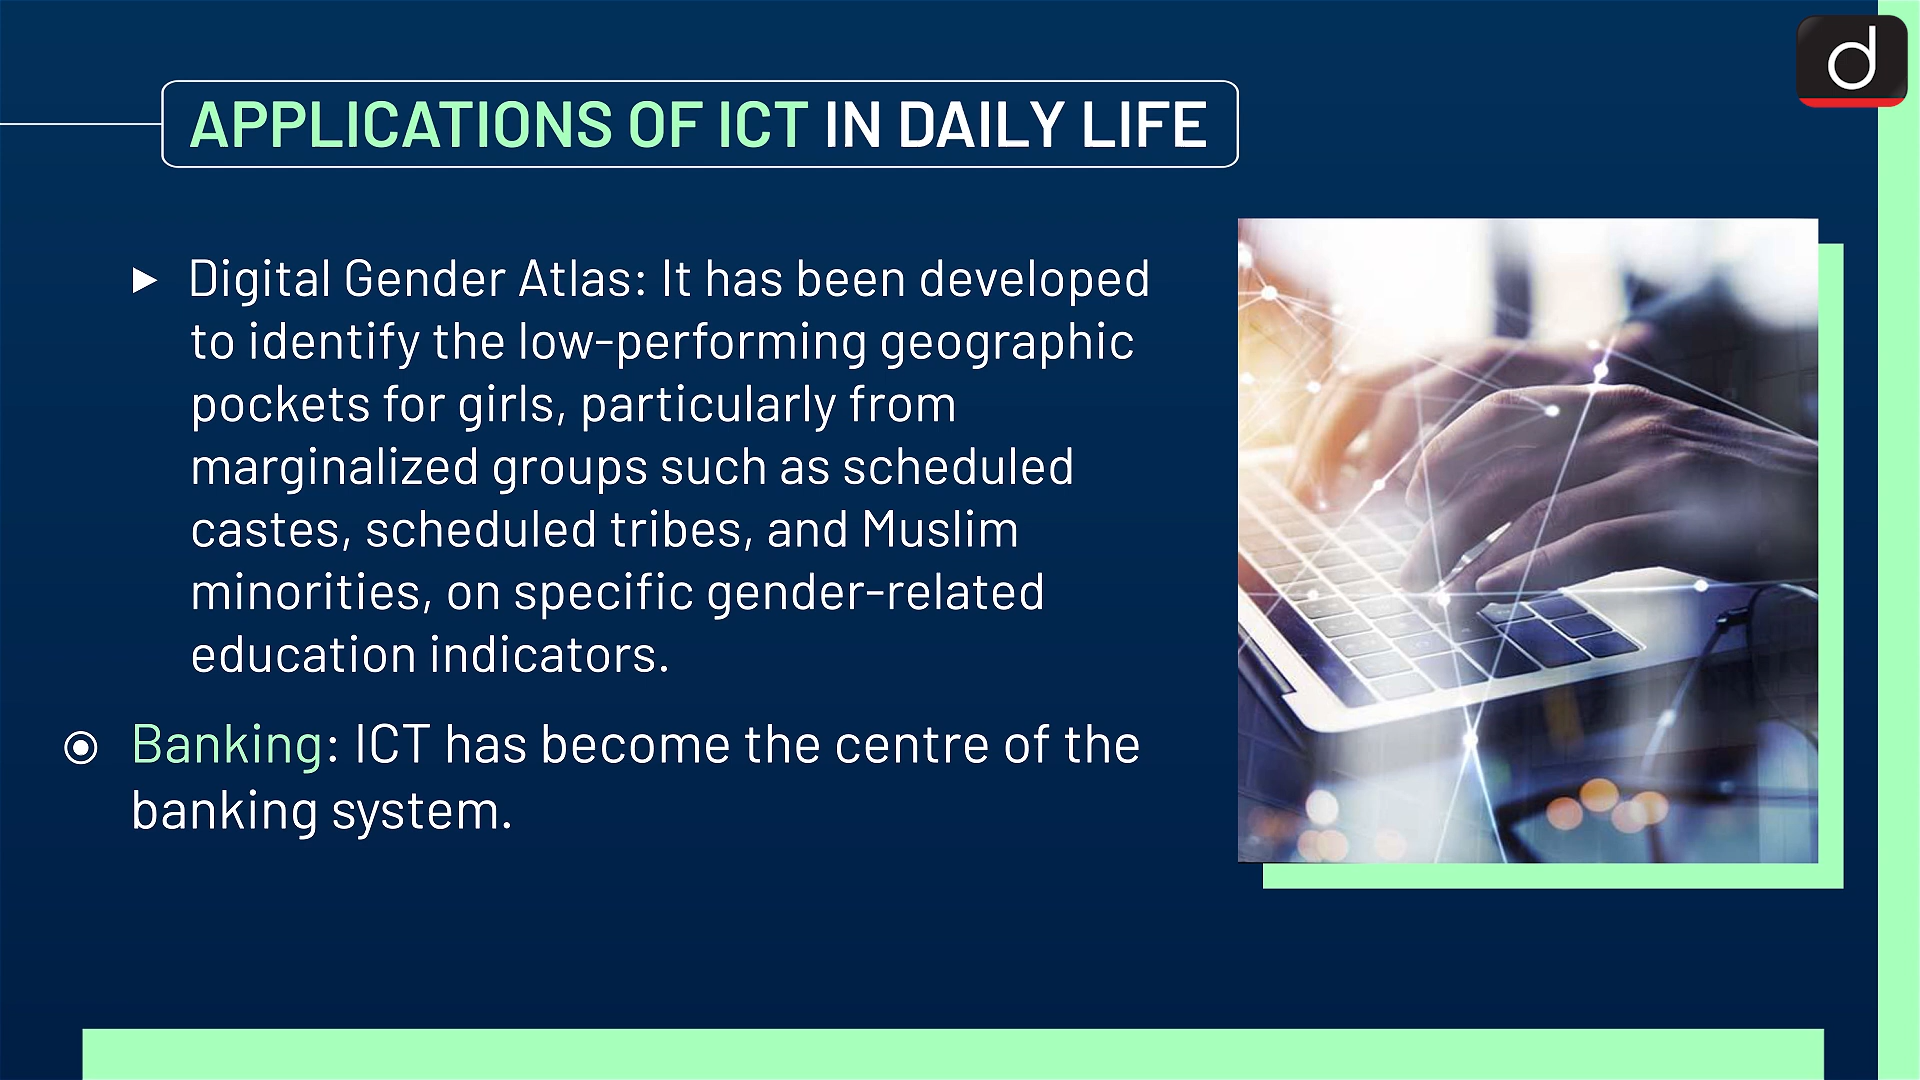 d
APPLICATIONS OF ICT IN DAILY LIFE
Digital Gender Atlas: It has been developed
to identify the low-performing geographic
pockets for girls, particularly from
marginalized groups such as scheduled
castes, scheduled tribes, and Muslim
minorities, on specific gender-related
education indicators.
Banking: ICT has become the centre of the
banking system.